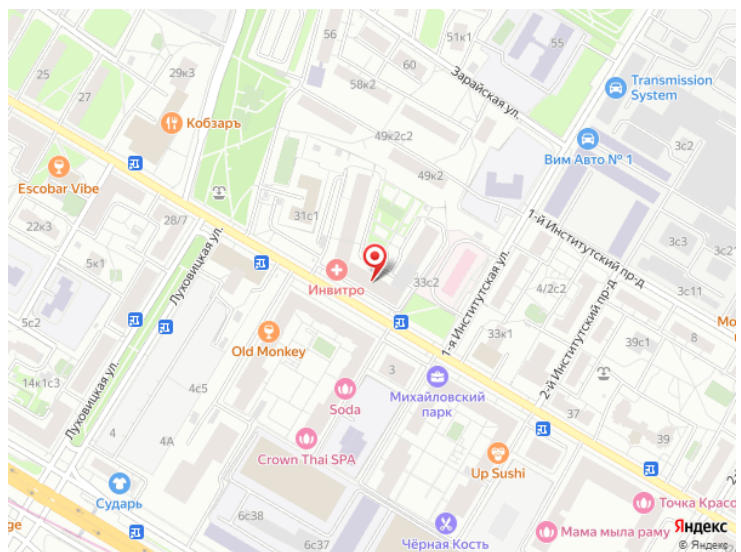 56
51к1
55
Зарайская ул.
60
58к2
25
27
29к3
Кобзаръ
Transmission
System
49к2с2
3с2
Вим Авто № 1
49к2
Escobar Vibe
22к3
28/7
31с1
1-й Институтский пр-д
5к1
Луховицкая ул.
3с3
Инвитро
33с2
1-я Институтская ул.
4/2с2
3с11
5с2
2-й Институтский пр-д
Old Monkey
33к1
39с1
8
14к1с3
Луховицкая ул.
4с5
3
Soda
Михайловский
парк
37
4
4А
39
Crown Thai SPA
Up Sushi
Сударь
6с38
6с37
Чёрная Кость
Точка Красо
Мама мыла раму
Яндекс
© Яндекс